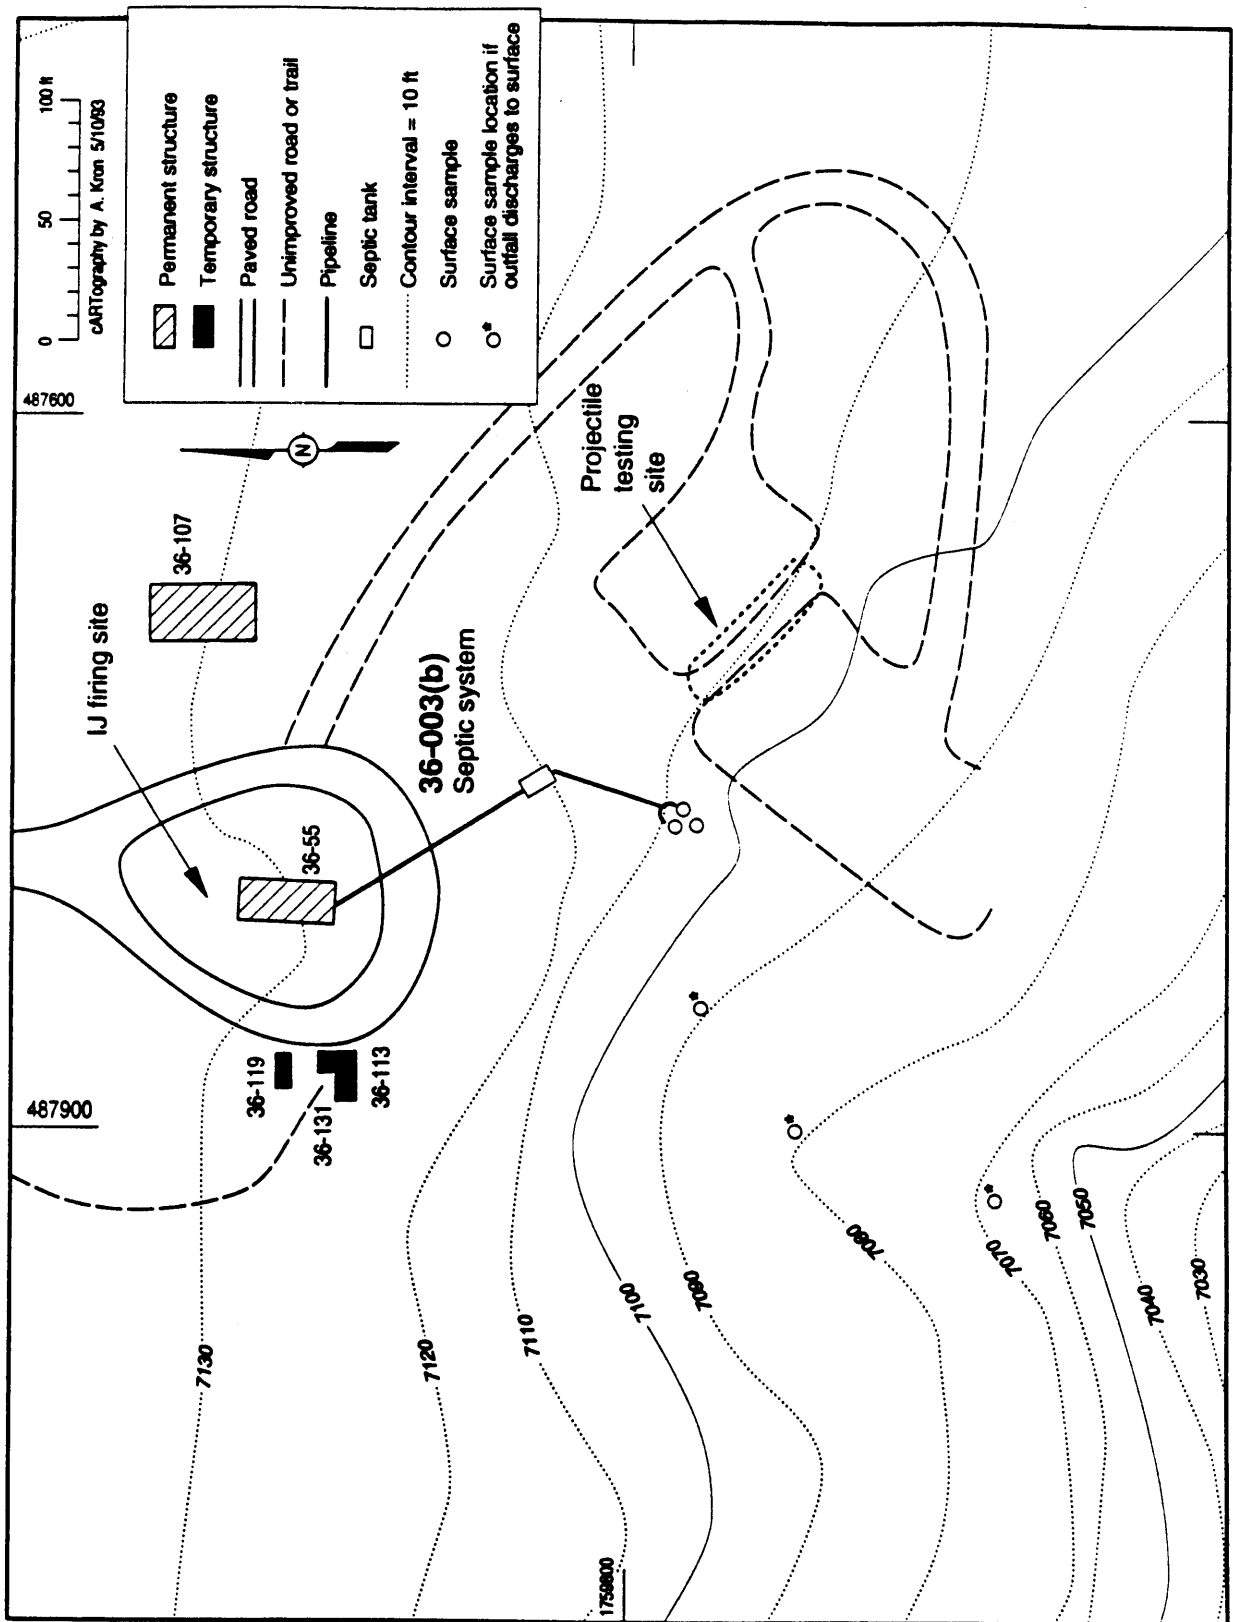 0 50 100 ft
cARTography by A. Kron 5/10/93
Permanent structure
Temporary structure
Paved road
Unimproved road or trail
Pipeline
Septic tank
Contour interval = 10 ft
Surface sample
Surface sample location if
outfall discharges to surface
487600
N
36-107
IJ firing site
36-55
36-003(b)
Septic system
Projectile
testing
site
487900
36-119
36-131
36-113
7130
7120
7110
7100
7090
7080
7070
7060
7050
7040
7030
1759800